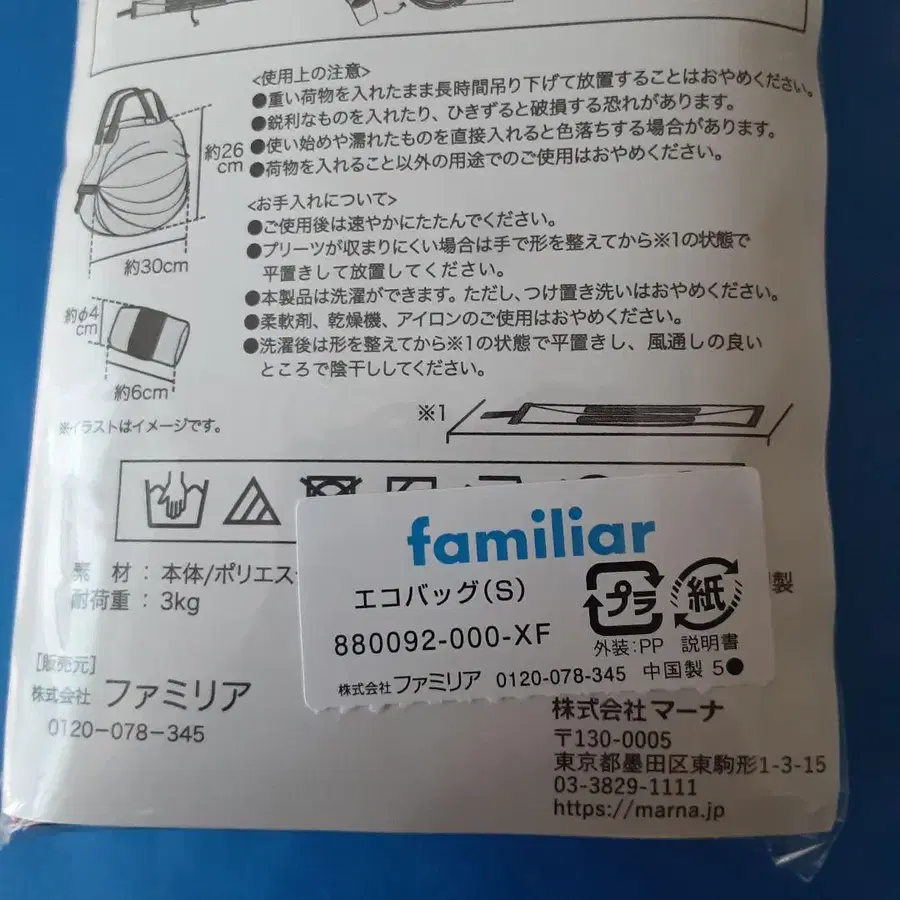 <使用上の注意>
●重い荷物を入れたまま長時間吊り下げて放置することはおやめください。
●鋭利なものを入れたり、ひきずると破損する恐れがあります。
●使い始めや濡れたものを直接入れると色落ちする場合があります。
●荷物を入れること以外の用途でのご使用はおやめください。
約26
cm
<お手入れについて>
●ご使用後は速やかにたたんでください。
●プリーツが収まりにくい場合は手で形を整えてから※1の状態で
平置きして放置してください。
●本製品は洗濯ができます。ただし、つけ置き洗いはおやめください。
●柔軟剤、乾燥機、アイロンのご使用はおやめください。
●洗濯後は形を整えてから※1の状態で平置きし、風通しの良い
ところで陰干ししてください。
約30cm
約φ4
cm
約6cm
※イラストはイメージです。
※1
素 材：本体/ポリエス
耐荷重：3kg
製
familiar
エコバッグ(S)
880092-000-XF
プラ
紙
外装:PP 説明書
株式会社ファミリア 0120-078-345 中国製 5●
[販売元]
株式会社 ファミリア
0120-078-345
株式会社 マーナ
〒130-0005
東京都墨田区東駒形1-3-15
03-3829-1111
https://marna.jp